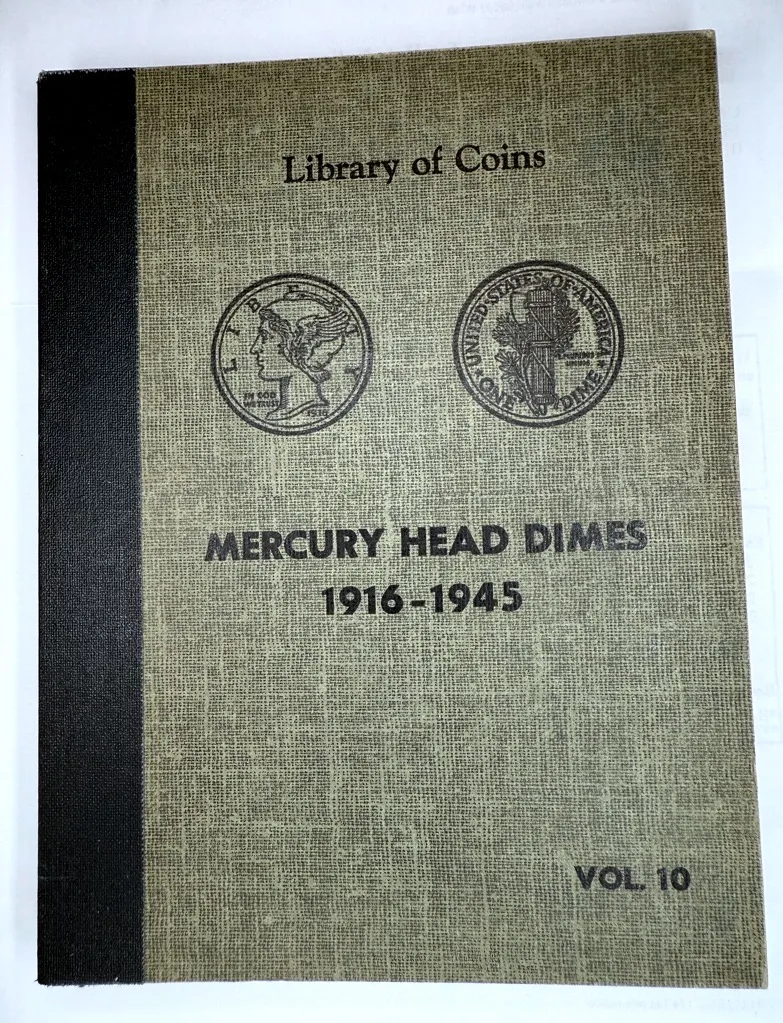 Library of Coins
LIBERTY
IN GOD
WE TRUST
1916
UNITED·STATES·OF·AMERICA
ONE DIME
MERCURY HEAD DIMES
1916-1945
VOL. 10